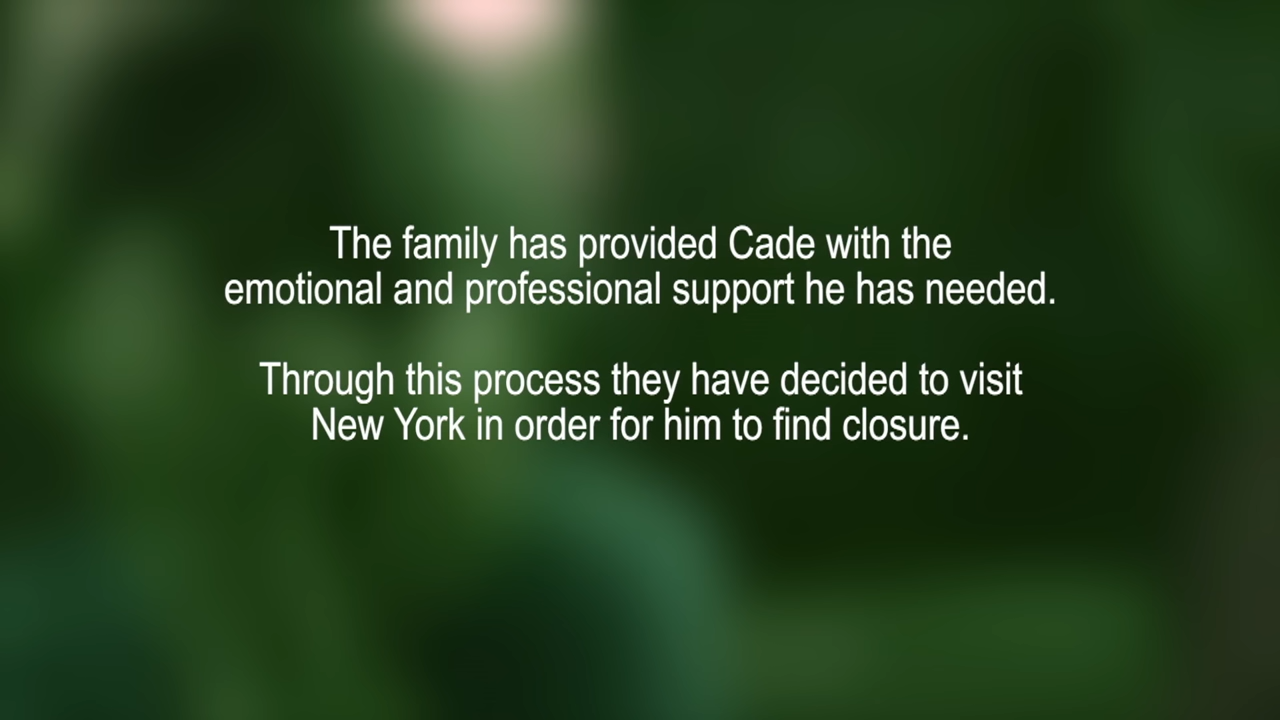 The family has provided Cade with the
emotional and professional support he has needed.
Through this process they have decided to visit
New York in order for him to find closure.